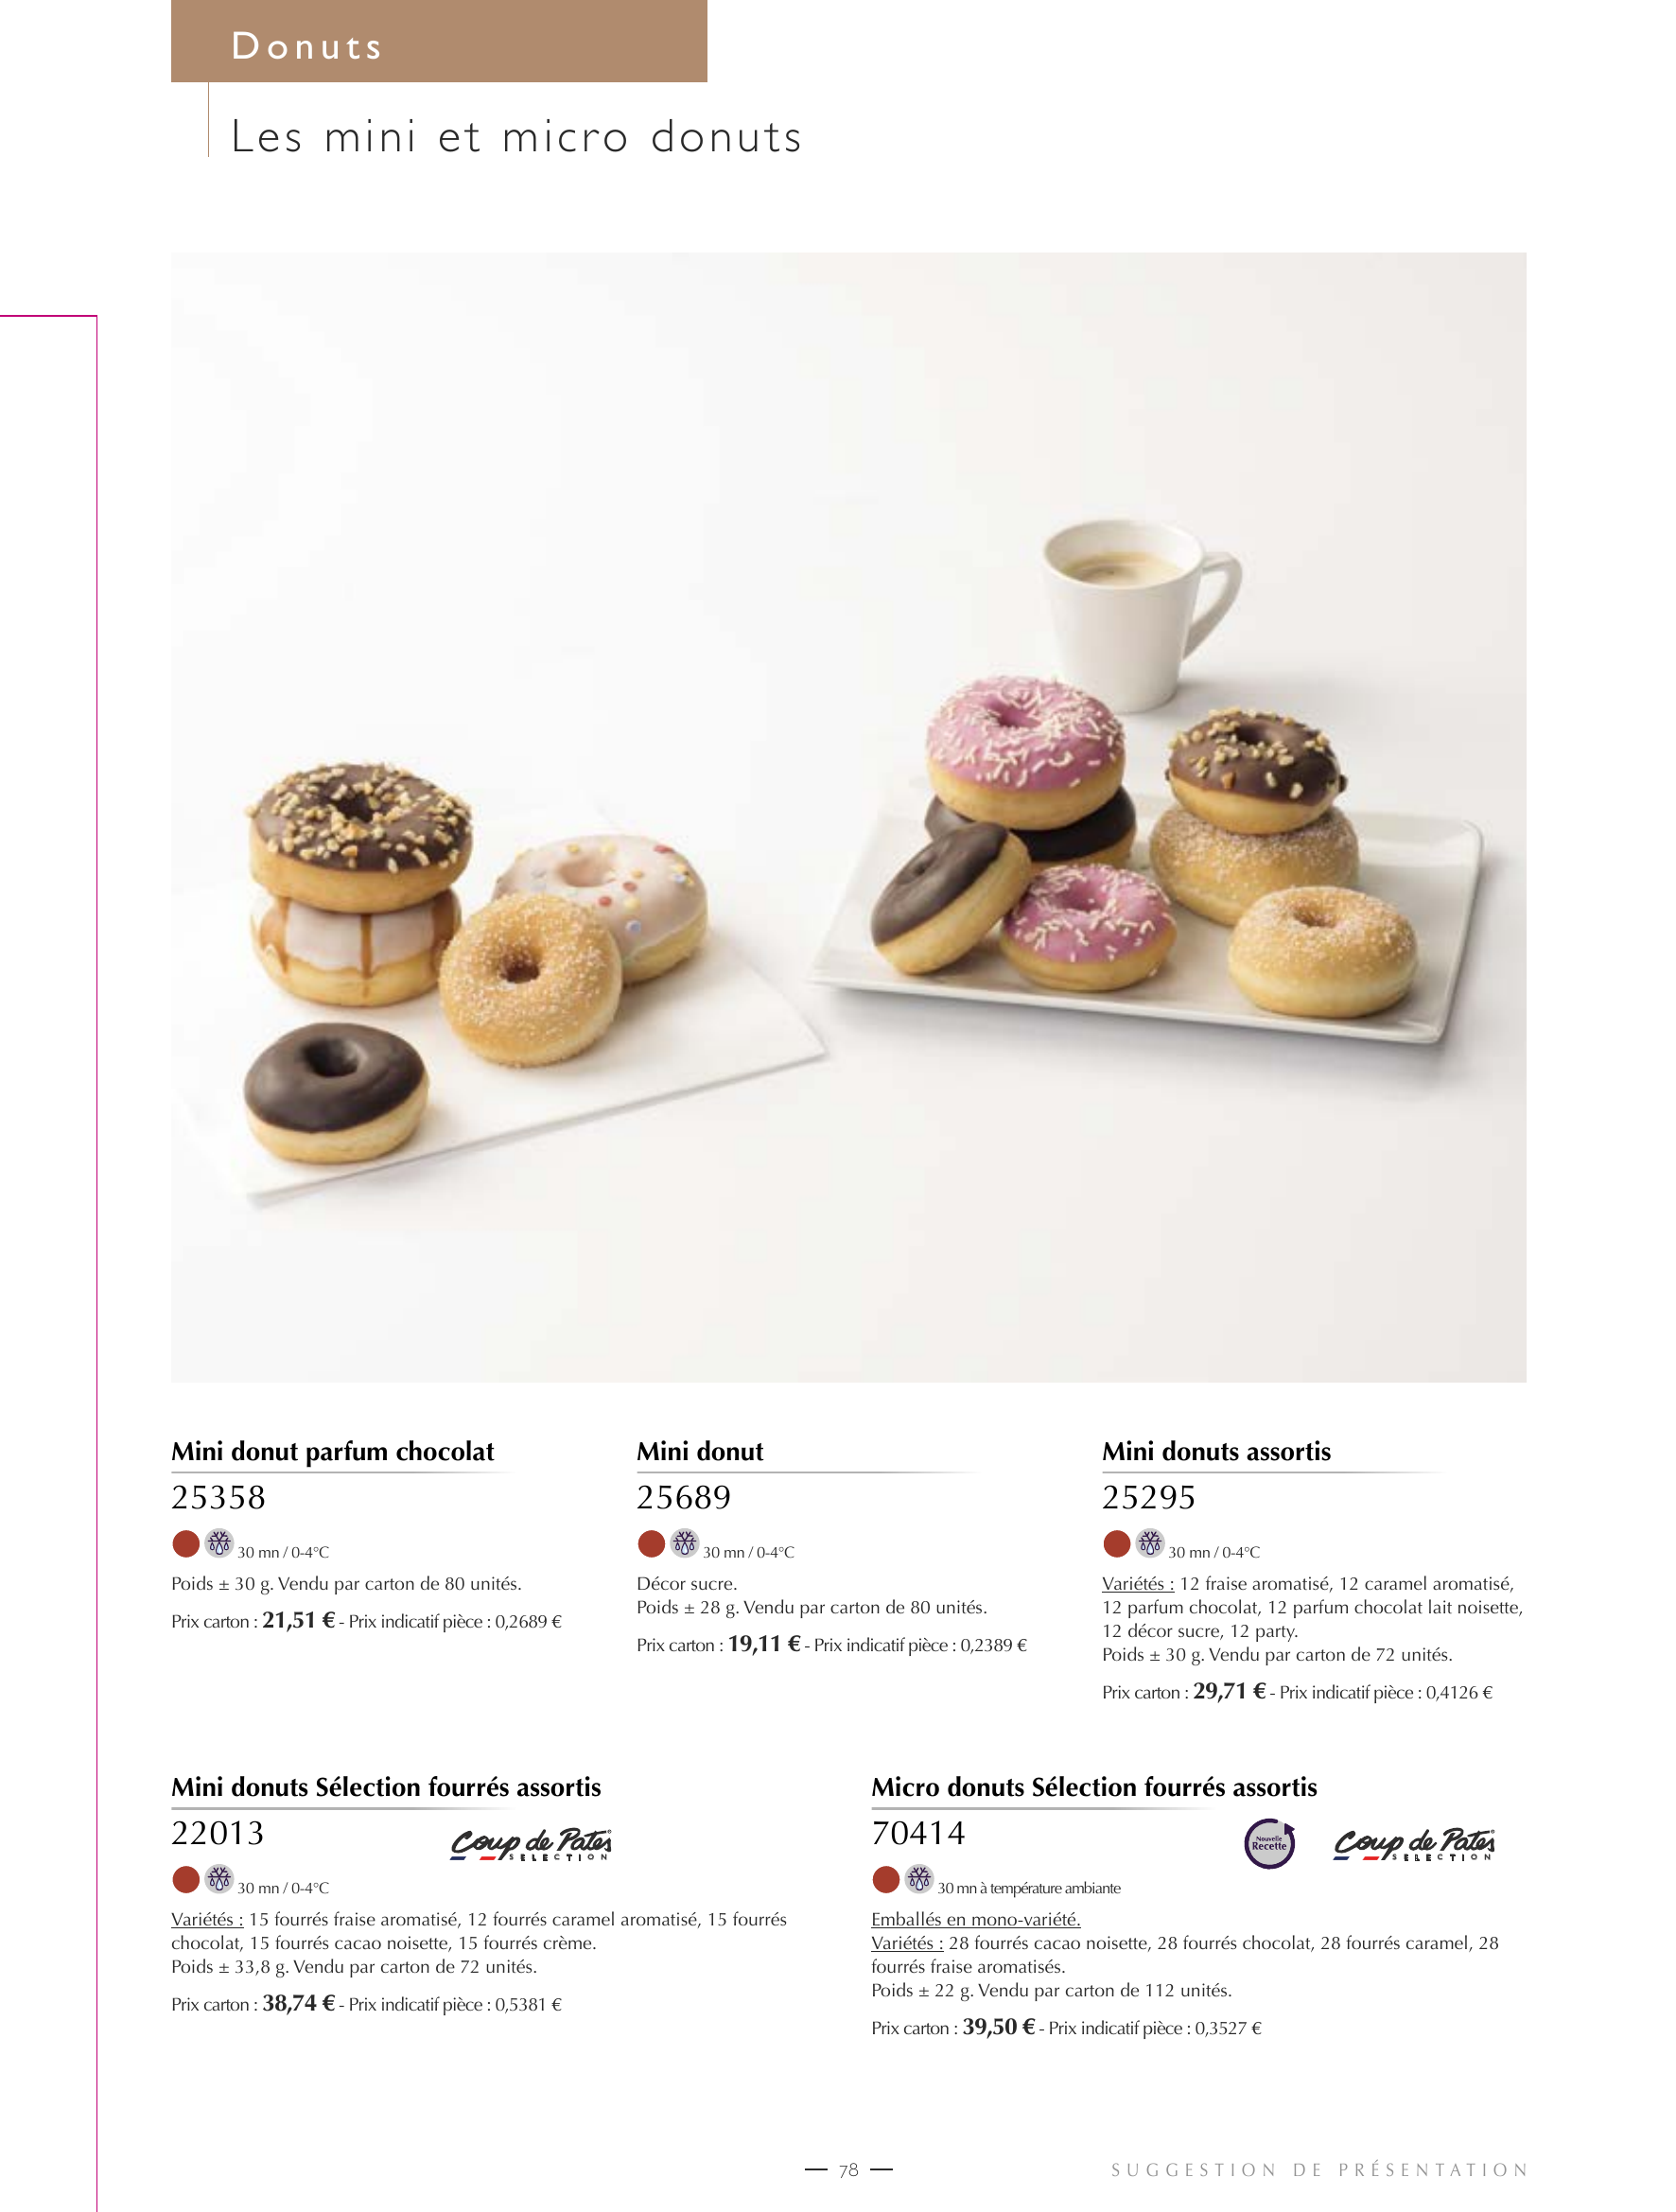 Donuts
Les mini et micro donuts
Mini donut parfum chocolat
25358
30 mn / 0-4°C
Poids ± 30 g. Vendu par carton de 80 unités.
Prix carton : 21,51 € - Prix indicatif pièce : 0,2689 €
Mini donut
25689
30 mn / 0-4°C
Décor sucre.
Poids ± 28 g. Vendu par carton de 80 unités.
Prix carton : 19,11 € - Prix indicatif pièce : 0,2389 €
Mini donuts assortis
25295
30 mn / 0-4°C
Variétés : 12 fraise aromatisé, 12 caramel aromatisé,
12 parfum chocolat, 12 parfum chocolat lait noisette,
12 décor sucre, 12 party.
Poids ± 30 g. Vendu par carton de 72 unités.
Prix carton : 29,71 € - Prix indicatif pièce : 0,4126 €
Mini donuts Sélection fourrés assortis
22013
Coup de Pates®
SELECTION
30 mn / 0-4°C
Variétés : 15 fourrés fraise aromatisé, 12 fourrés caramel aromatisé, 15 fourrés
chocolat, 15 fourrés cacao noisette, 15 fourrés crème.
Poids ± 33,8 g. Vendu par carton de 72 unités.
Prix carton : 38,74 € - Prix indicatif pièce : 0,5381 €
Micro donuts Sélection fourrés assortis
70414
Nouvelle
Recette
Coup de Pates®
SELECTION
30 mn à température ambiante
Emballés en mono-variété.
Variétés : 28 fourrés cacao noisette, 28 fourrés chocolat, 28 fourrés caramel, 28
fourrés fraise aromatisés.
Poids ± 22 g. Vendu par carton de 112 unités.
Prix carton : 39,50 € - Prix indicatif pièce : 0,3527 €
78
SUGGESTION DE PRÉSENTATION